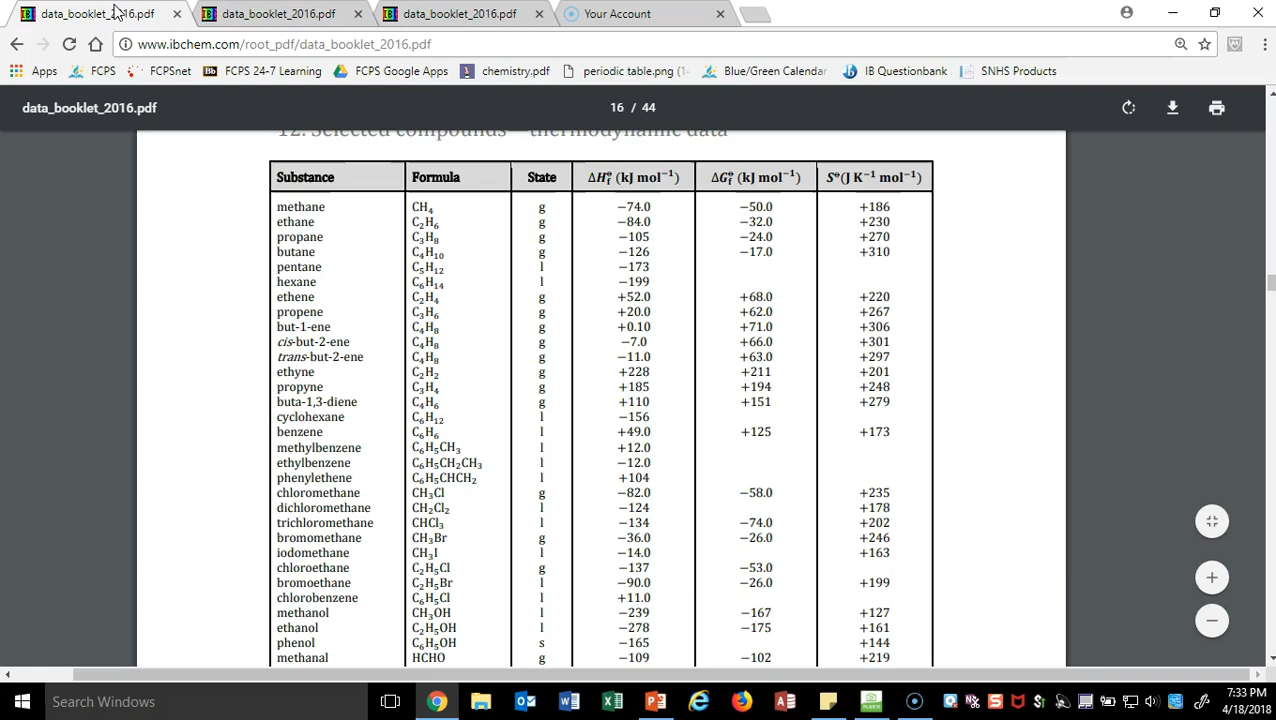 data_booklet_2016.pdf data_booklet_2016.pdf data_booklet_2016.pdf Your Account
www.ibchem.com/root_pdf/data_booklet_2016.pdf
Apps FCPS FCPSnet Bb FCPS 24-7 Learning FCPS Google Apps chemistry.pdf periodic table.png (1 Blue/Green Calendar IB Questionbank SNHS Projects
data_booklet_2016.pdf 16 / 44
12. Selected compounds—thermodynamic data
Substance Formula State ΔH⦵f (kJ mol⁻¹) ΔG⦵f (kJ mol⁻¹) S⦵(J K⁻¹ mol⁻¹)
methane CH₄ g −74.0 −50.0 +186
ethane C₂H₆ g −84.0 −32.0 +230
propane C₃H₈ g −105 −24.0 +270
butane C₄H₁₀ g −126 −17.0 +310
pentane C₅H₁₂ l −173
hexane C₆H₁₄ l −199
ethene C₂H₄ g +52.0 +68.0 +220
propene C₃H₆ g +20.0 +62.0 +267
but-1-ene C₄H₈ g +0.10 +71.0 +306
cis-but-2-ene C₄H₈ g −7.0 +66.0 +301
trans-but-2-ene C₄H₈ g −11.0 +63.0 +297
ethyne C₂H₂ g +228 +211 +201
propyne C₃H₄ g +185 +194 +248
buta-1,3-diene C₄H₆ g +110 +151 +279
cyclohexane C₆H₁₂ l −156
benzene C₆H₆ l +49.0 +125 +173
methylbenzene C₆H₅CH₃ l +12.0
ethylbenzene C₆H₅CH₂CH₃ l −12.0
phenylethene C₆H₅CHCH₂ l +104
chloromethane CH₃Cl g −82.0 −58.0 +235
dichloromethane CH₂Cl₂ l −124 +178
trichloromethane CHCl₃ l −134 −74.0 +202
bromomethane CH₃Br g −36.0 −26.0 +246
iodomethane CH₃I l −14.0 +163
chloroethane C₂H₅Cl g −137 −53.0
bromoethane C₂H₅Br l −90.0 −26.0 +199
chlorobenzene C₆H₅Cl l +11.0
methanol CH₃OH l −239 −167 +127
ethanol C₂H₅OH l −278 −175 +161
phenol C₆H₅OH s −165 +144
methanal HCHO g −109 −102 +219
Search Windows
7:33 PM
4/18/2018